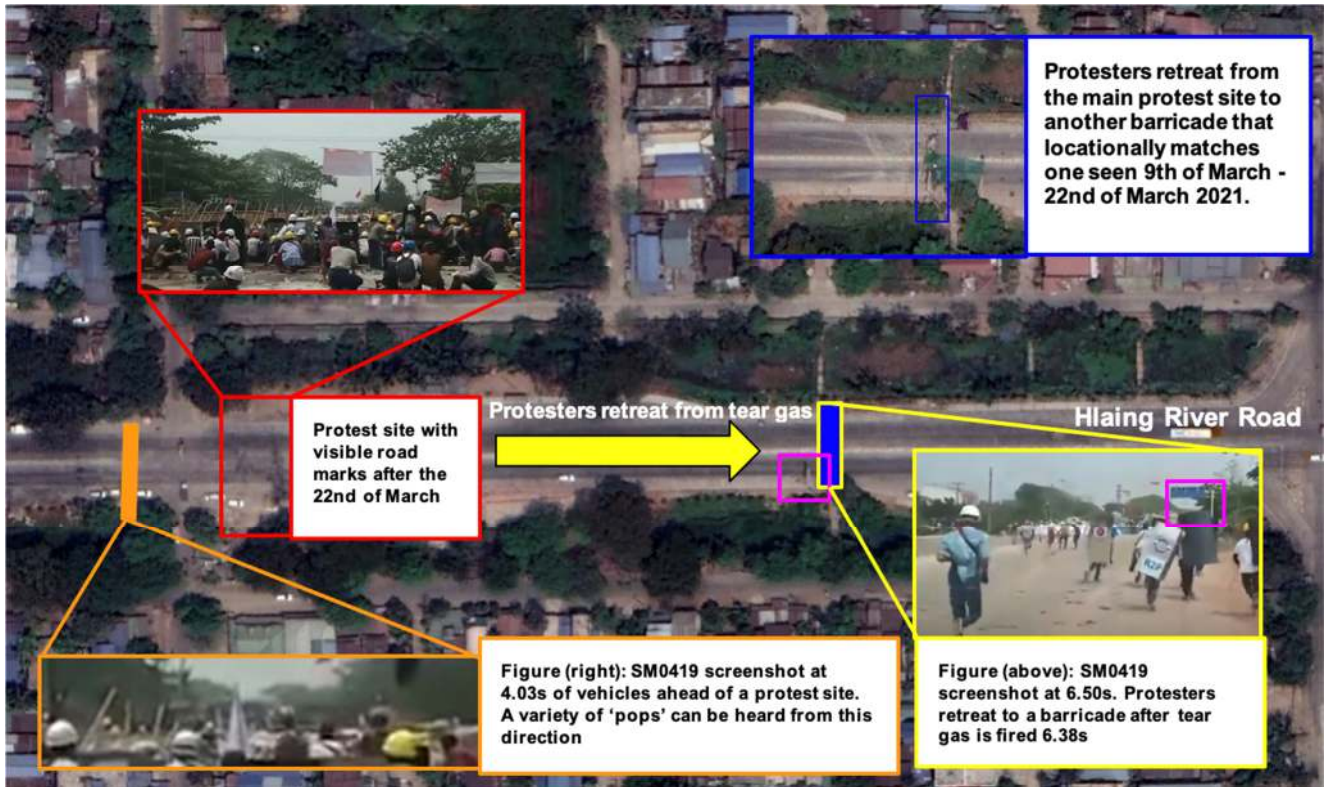 Protesters retreat from
the main protest site to
another barricade that
locationally matches
one seen 9th of March -
22nd of March 2021.
Protest site with
visible road
marks after the
22nd of March
Protesters retreat from tear gas
Hlaing River Road
R2P
Figure (right): SM0419 screenshot at
4.03s of vehicles ahead of a protest site.
A variety of ‘pops’ can be heard from this
direction
Figure (above): SM0419
screenshot at 6.50s. Protesters
retreat to a barricade after tear
gas is fired 6.38s